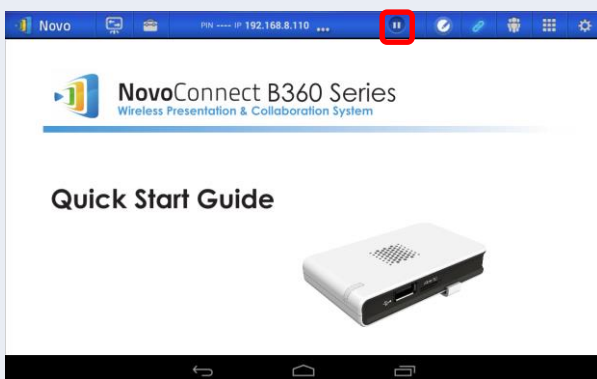 Novo PIN ---- IP 192.168.8.110 ...
NovoConnect B360 Series
Wireless Presentation & Collaboration System
Quick Start Guide